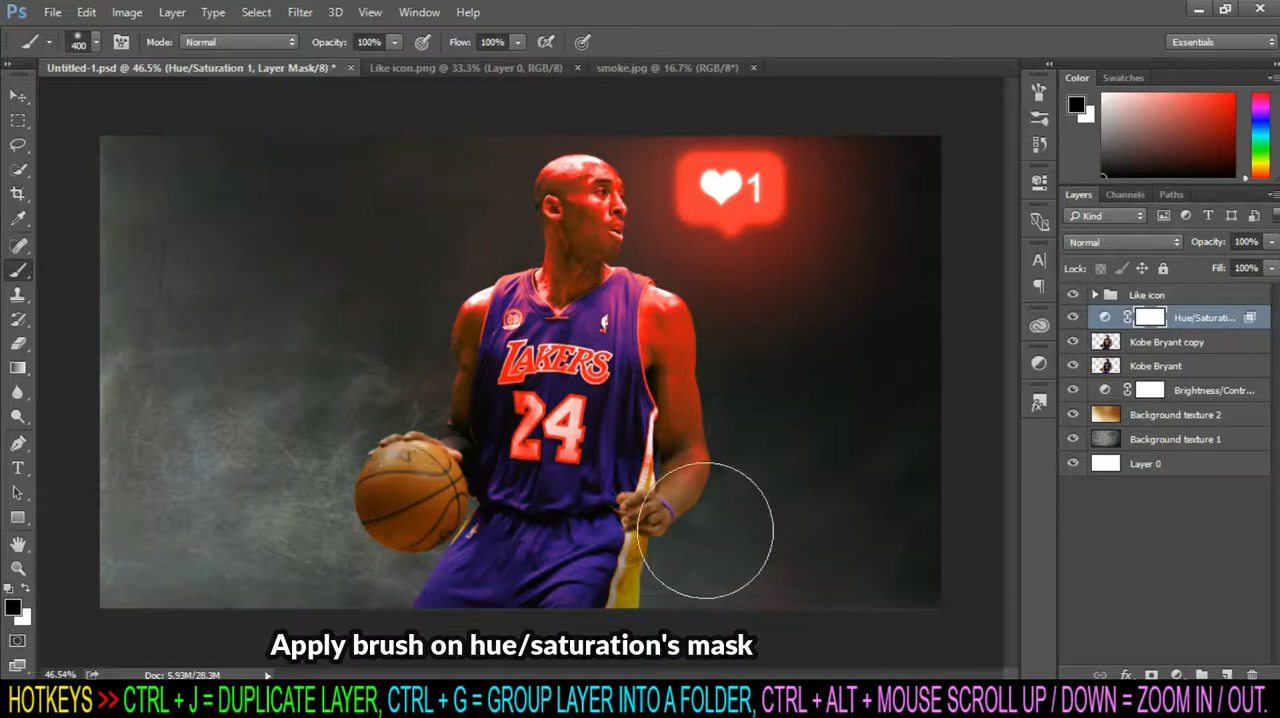 Ps File Edit Image Layer Type Select Filter 3D View Window Help
400 Mode: Normal Opacity: 100% Flow: 100% Essentials
Untitled-1.psd @ 46.5% (Hue/Saturation 1, Layer Mask/8) * × Like icon.png @ 33.3% (Layer 0, RGB/8) × smoke.jpg @ 16.7% (RGB/8*) ×
Color Swatches
1
LAKERS
24
Layers Channels Paths
Kind
Normal Opacity: 100%
Lock: Fill: 100%
Like icon
Hue/Saturati...
Kobe Bryant copy
Kobe Bryant
Brightness/Contr...
Background texture 2
Background texture 1
Layer 0
Apply brush on hue/saturation's mask
46.54% Doc: 5.93M/28.3M
HOTKEYS >> CTRL + J = DUPLICATE LAYER, CTRL + G = GROUP LAYER INTO A FOLDER, CTRL + ALT + MOUSE SCROLL UP / DOWN = ZOOM IN / OUT.